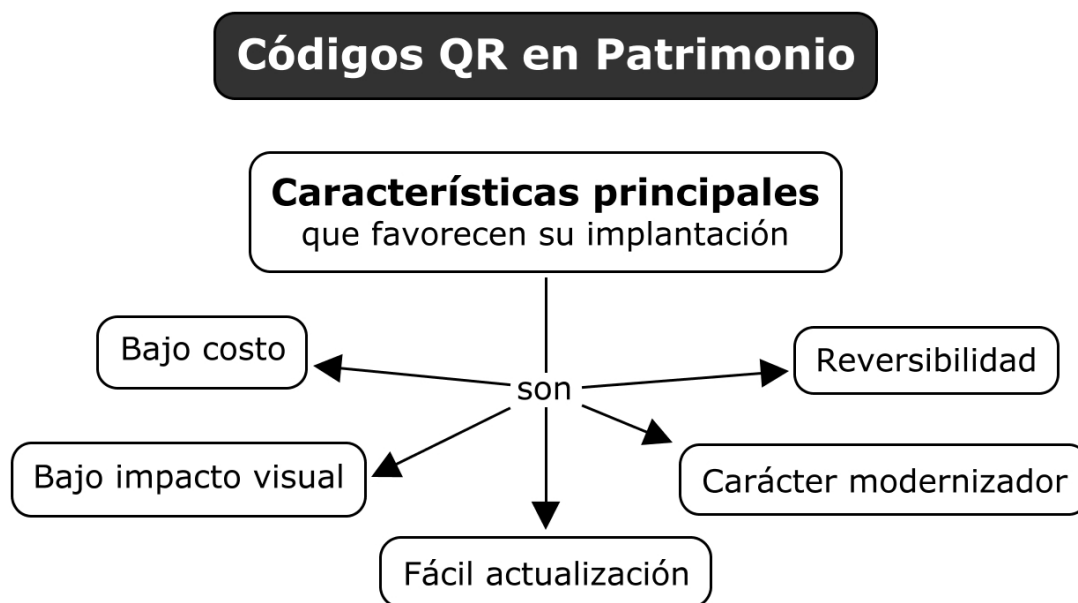 Códigos QR en Patrimonio
Características principales
que favorecen su implantación
son
Bajo costo
Bajo impacto visual
Fácil actualización
Carácter modernizador
Reversibilidad